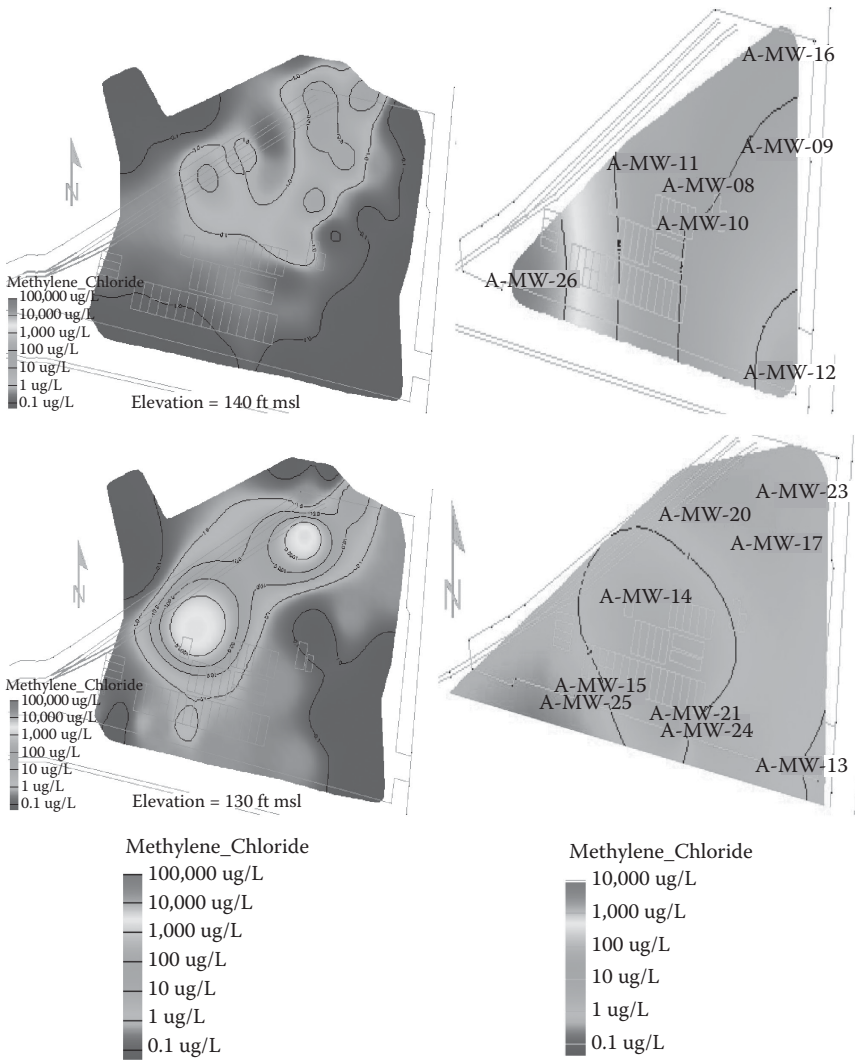 N
Methylene_Chloride
100,000 ug/L
10,000 ug/L
1,000 ug/L
100 ug/L
10 ug/L
1 ug/L
0.1 ug/L
Elevation = 140 ft msl
A-MW-16
A-MW-09
A-MW-11
A-MW-08
A-MW-10
A-MW-26
A-MW-12
N
Methylene_Chloride
100,000 ug/L
10,000 ug/L
1,000 ug/L
100 ug/L
10 ug/L
1 ug/L
0.1 ug/L
Elevation = 130 ft msl
N
A-MW-23
A-MW-20
A-MW-17
A-MW-14
A-MW-15
A-MW-25
A-MW-21
A-MW-24
A-MW-13
Methylene_Chloride
100,000 ug/L
10,000 ug/L
1,000 ug/L
100 ug/L
10 ug/L
1 ug/L
0.1 ug/L
Methylene_Chloride
10,000 ug/L
1,000 ug/L
100 ug/L
10 ug/L
1 ug/L
0.1 ug/L